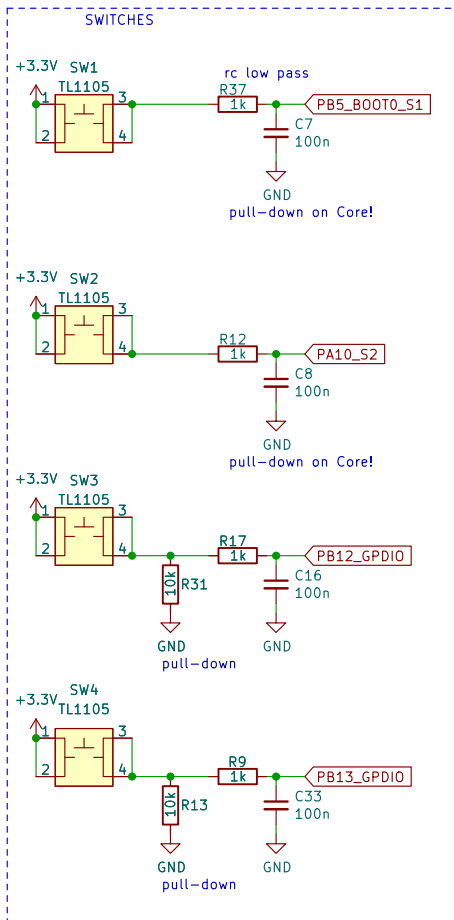 SWITCHES
+3.3V
SW1
TL1105
1
2
3
4
rc low pass
R37
1k
PB5_BOOT0_S1
C7
100n
GND
pull-down on Core!
+3.3V
SW2
TL1105
1
2
3
4
R12
1k
PA10_S2
C8
100n
GND
pull-down on Core!
+3.3V
SW3
TL1105
1
2
3
4
R17
1k
PB12_GPDIO
10k
R31
C16
100n
GND
GND
pull-down
+3.3V
SW4
TL1105
1
2
3
4
R9
1k
PB13_GPDIO
10k
R13
C33
100n
GND
GND
pull-down